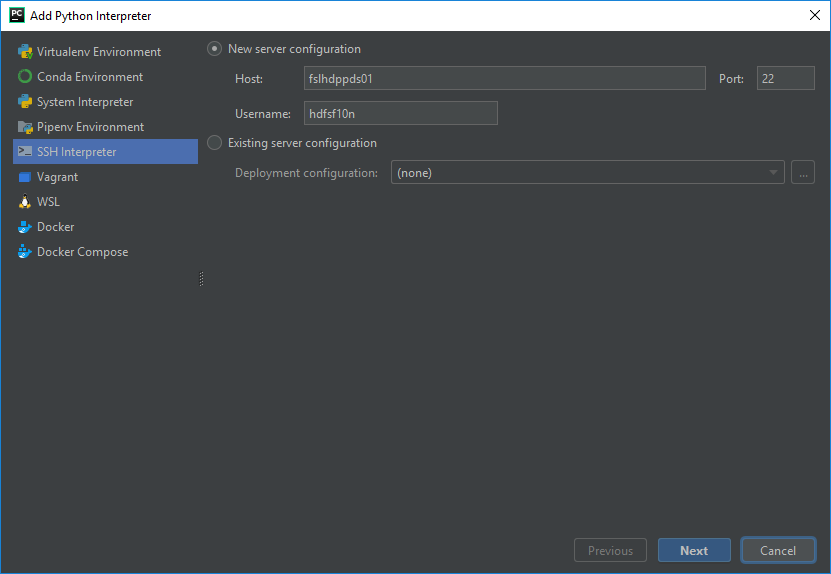 PC Add Python Interpreter
Virtualenv Environment
Conda Environment
System Interpreter
Pipenv Environment
SSH Interpreter
Vagrant
WSL
Docker
Docker Compose
New server configuration
Host: fslhdppds01 Port: 22
Username: hdfsf10n
Existing server configuration
Deployment configuration: (none) ...
Previous Next Cancel